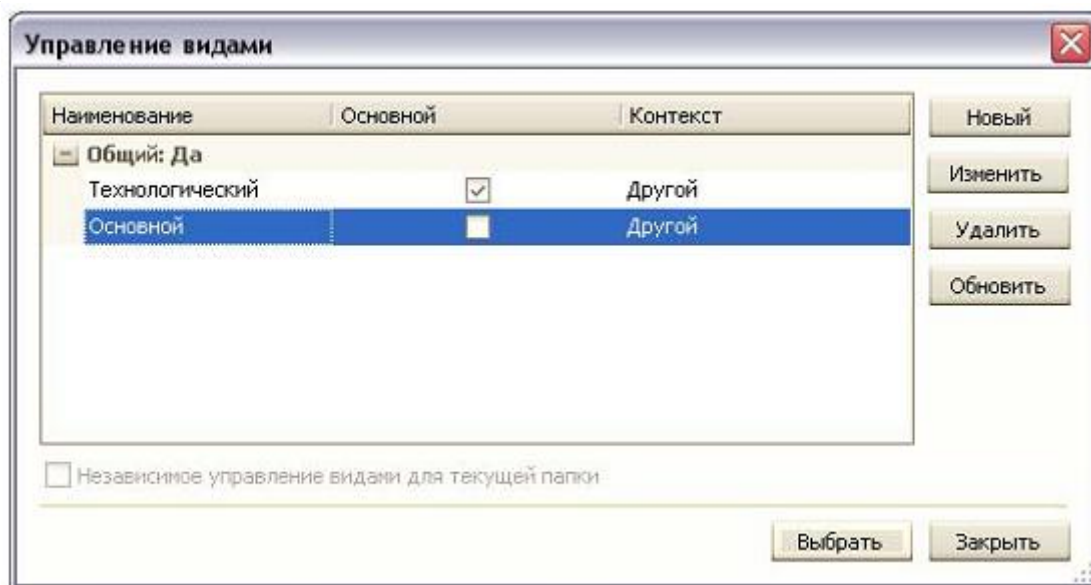 Управление видами
Наименование Основной Контекст Новый
Общий: Да
Технологический Другой Изменить
Основной Другой Удалить
Обновить
Независимое управление видами для текущей папки
Выбрать Закрыть